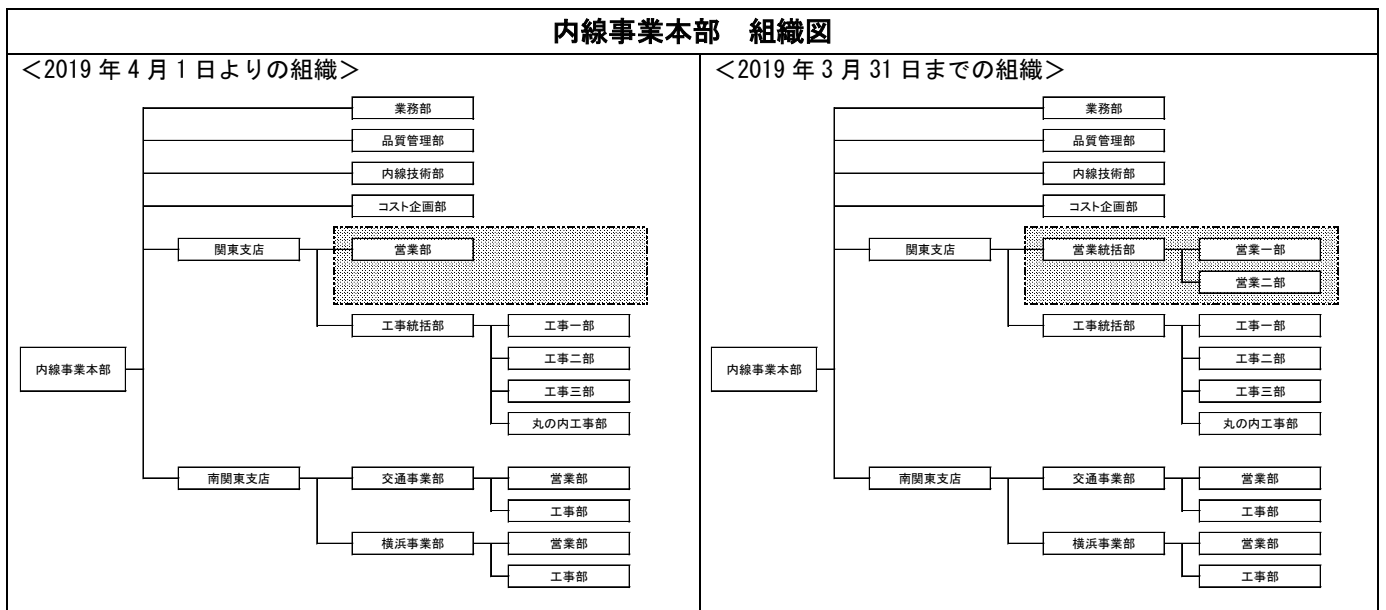 内線事業本部 組織図
＜2019 年 4 月 1 日よりの組織＞
業務部
品質管理部
内線技術部
コスト企画部
関東支店
営業部
工事統括部
工事一部
工事二部
内線事業本部
工事三部
丸の内工事部
南関東支店
交通事業部
営業部
工事部
横浜事業部
営業部
工事部
＜2019 年 3 月 31 日までの組織＞
業務部
品質管理部
内線技術部
コスト企画部
関東支店
営業統括部
営業一部
営業二部
工事統括部
工事一部
工事二部
内線事業本部
工事三部
丸の内工事部
南関東支店
交通事業部
営業部
工事部
横浜事業部
営業部
工事部